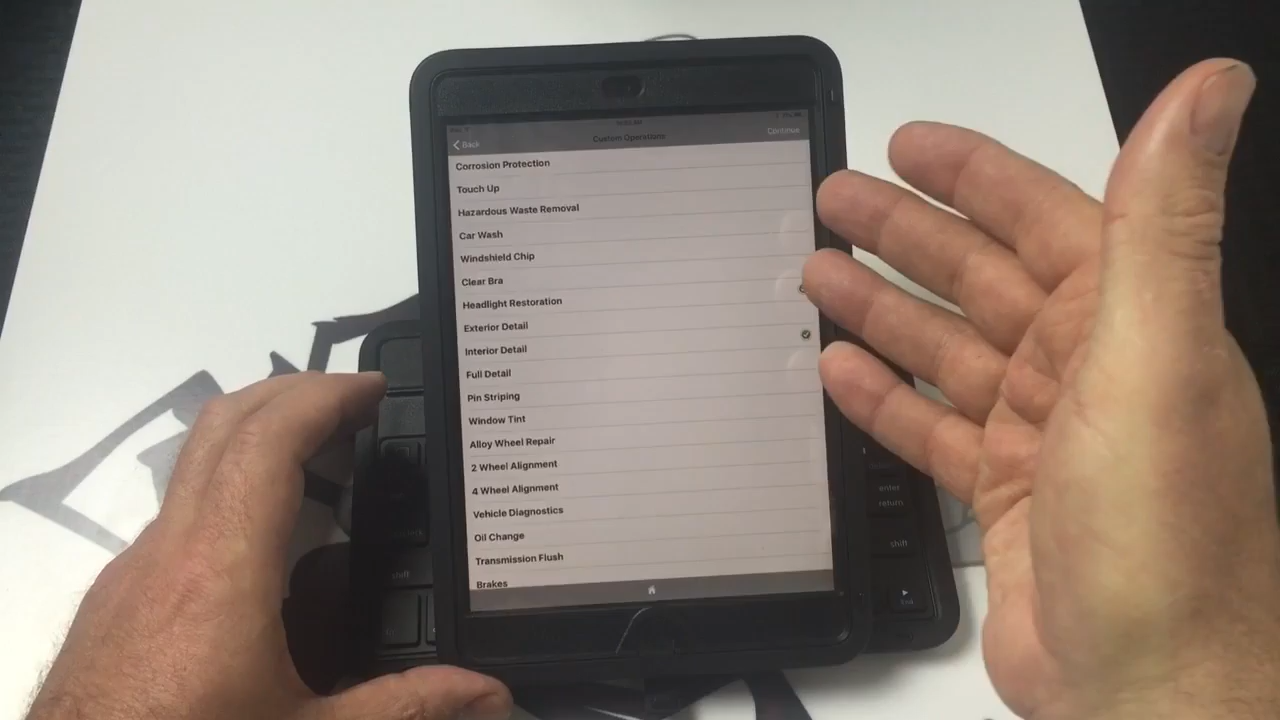 Custom Operations
Back
Continue
Corrosion Protection
Touch Up
Hazardous Waste Removal
Car Wash
Windshield Chip
Clear Bra
Headlight Restoration
Exterior Detail
Interior Detail
Full Detail
Pin Striping
Window Tint
Alloy Wheel Repair
2 Wheel Alignment
4 Wheel Alignment
Vehicle Diagnostics
Oil Change
Transmission Flush
Brakes
enter
return
shift
shift
End